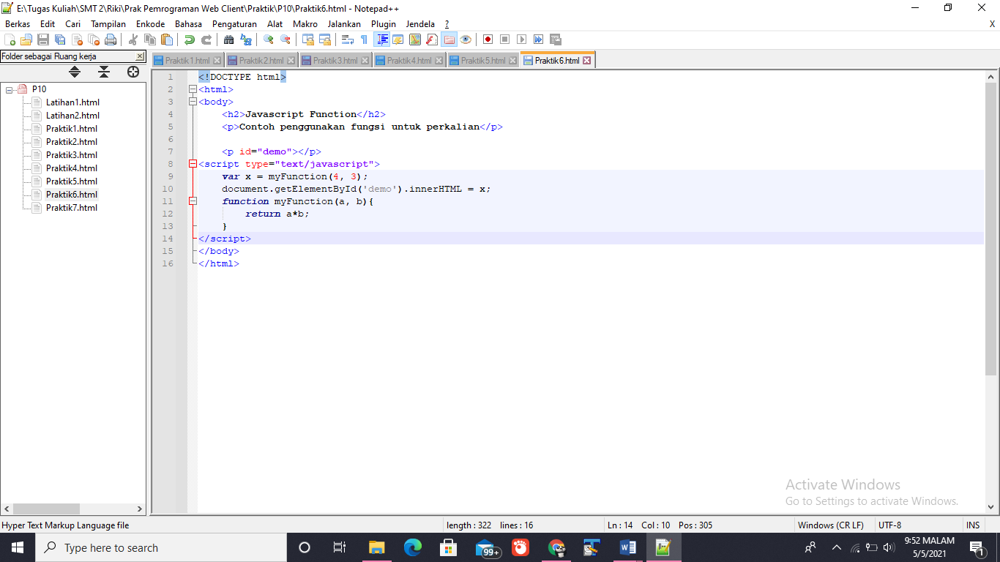 E:\Tugas Kuliah\SMT 2\Riki\Prak Pemrograman Web Client\Praktik\P10\Praktik6.html - Notepad++
Berkas Edit Cari Tampilan Enkode Bahasa Pengaturan Alat Makro Jalankan Plugin Jendela ? X
Folder sebagai Ruang kerja
Praktik1.html Praktik2.html Praktik3.html Praktik4.html Praktik5.html Praktik6.html
P10
Latihan1.html
Latihan2.html
Praktik1.html
Praktik2.html
Praktik3.html
Praktik4.html
Praktik5.html
Praktik6.html
Praktik7.html
1 <!DOCTYPE html>
2 <html>
3 <body>
4 <h2>Javascript Function</h2>
5 <p>Contoh penggunakan fungsi untuk perkalian</p>
6
7 <p id="demo"></p>
8 <script type="text/javascript">
9 var x = myFunction(4, 3);
10 document.getElementById('demo').innerHTML = x;
11 function myFunction(a, b){
12 return a*b;
13 }
14 </script>
15 </body>
16 </html>
Activate Windows
Go to Settings to activate Windows.
Hyper Text Markup Language file length : 322 lines : 16 Ln : 14 Col : 10 Pos : 305 Windows (CR LF) UTF-8 INS
Type here to search
99+
9:52 MALAM
5/5/2021
1